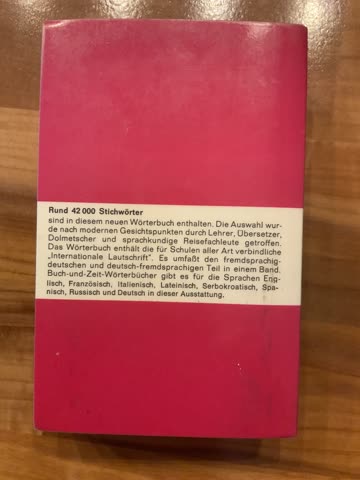 Rund 42 000 Stichwörter
sind in diesem neuen Wörterbuch enthalten. Die Auswahl wur-
de nach modernen Gesichtspunkten durch Lehrer, Übersetzer,
Dolmetscher und sprachkundige Reisefachleute getroffen.
Das Wörterbuch enthält die für Schulen aller Art verbindliche
„Internationale Lautschrift”. Es umfaßt den fremdsprachig-
deutschen und deutsch-fremdsprachigen Teil in einem Band.
Buch-und-Zeit-Wörterbücher gibt es für die Sprachen Eng-
lisch, Französisch, Italienisch, Lateinisch, Serbokrostisch, Spa-
nisch, Russisch und Deutsch in dieser Ausstattung.